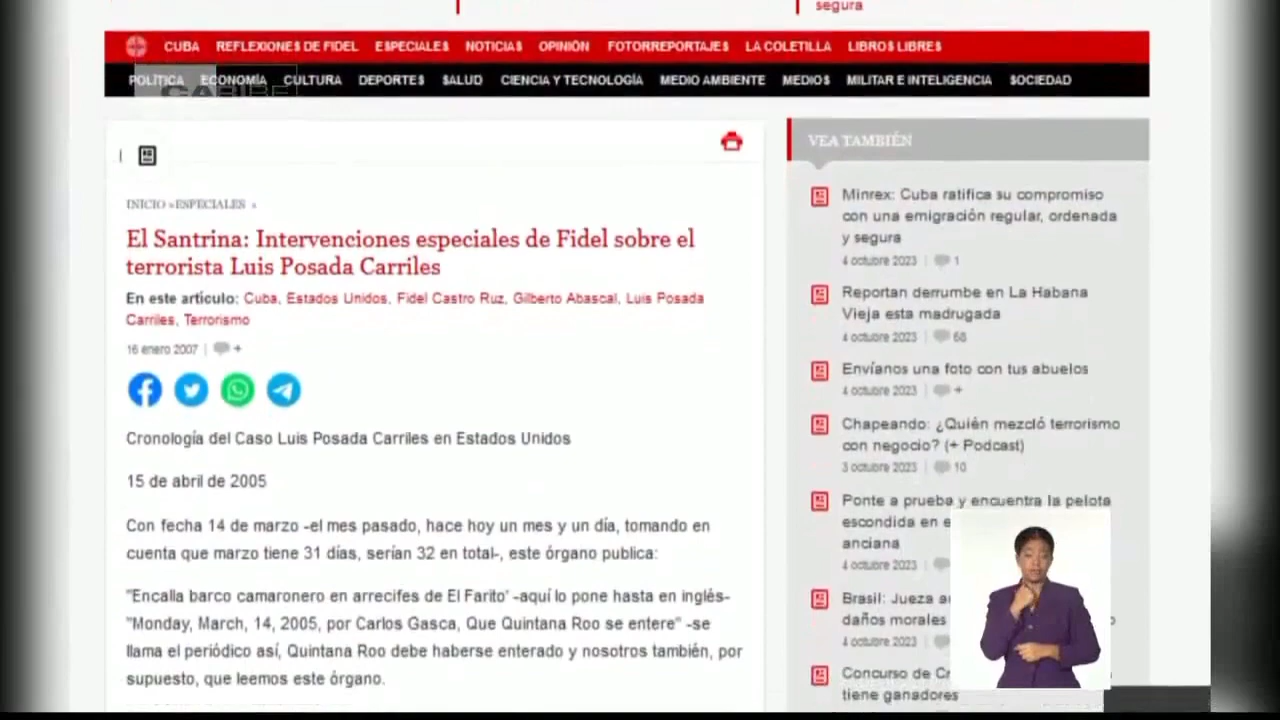 segura
CUBA REFLEXIONES DE FIDEL ESPECIALES NOTICIAS OPINIÓN FOTORREPORTAJES LA COLETILLA LIBROS LIBRES
POLÍTICA ECONOMÍA CULTURA DEPORTES SALUD CIENCIA Y TECNOLOGÍA MEDIO AMBIENTE MEDIOS MILITAR E INTELIGENCIA SOCIEDAD
CARIBE
INICIO » ESPECIALES »
El Santrina: Intervenciones especiales de Fidel sobre el
terrorista Luis Posada Carriles
En este artículo: Cuba, Estados Unidos, Fidel Castro Ruz, Gilberto Abascal, Luis Posada
Carriles, Terrorismo
16 enero 2007 | +
Cronología del Caso Luis Posada Carriles en Estados Unidos
15 de abril de 2005
Con fecha 14 de marzo -el mes pasado, hace hoy un mes y un día, tomando en
cuenta que marzo tiene 31 días, serían 32 en total-, este órgano publica:
"Encalla barco camaronero en arrecifes de El Farito' -aquí lo pone hasta en inglés-
"Monday, March, 14, 2005, por Carlos Gasca, Que Quintana Roo se entere" -se
llama el periódico así, Quintana Roo debe haberse enterado y nosotros también, por
supuesto, que leemos este órgano.
VEA TAMBIÉN
Minrex: Cuba ratifica su compromiso
con una emigración regular, ordenada
y segura
4 octubre 2023 | 1
Reportan derrumbe en La Habana
Vieja esta madrugada
4 octubre 2023 | 68
Envíanos una foto con tus abuelos
4 octubre 2023 | +
Chapeando: ¿Quién mezcló terrorismo
con negocio? (+ Podcast)
3 octubre 2023 | 10
Ponte a prueba y encuentra la pelota
escondida en e
anciana
4 octubre 2023 |
Brasil: Jueza
daños morales
4 octubre 2023 |
Concurso de Cr
tiene ganadores